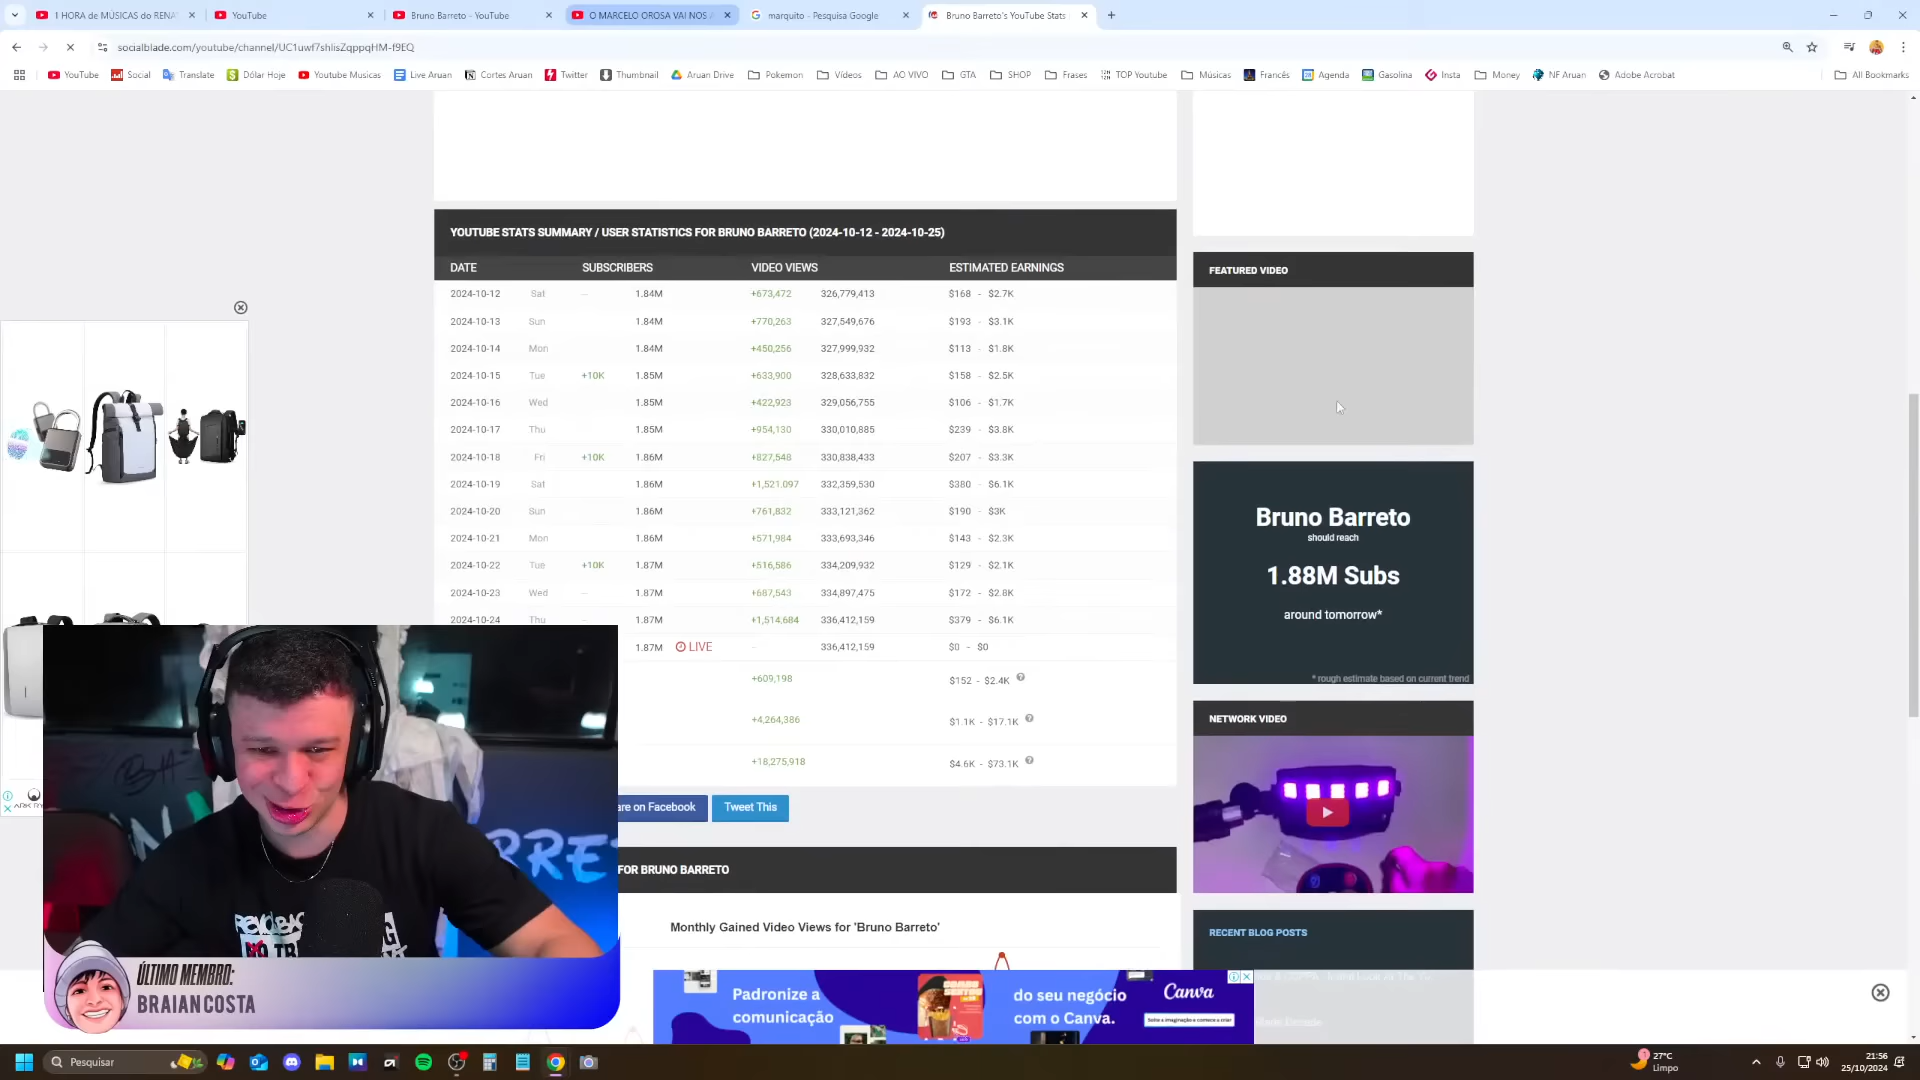 1 HORA de MÚSICAS do RENA
YouTube
Bruno Barreto - YouTube
O MARCELO OROSA VAI NOS A
marquito - Pesquisa Google
Bruno Barreto's YouTube Stats
socialblade.com/youtube/channel/UC1uwf7shlisZqppqHM-f9EQ
YouTube
Social
Translate
Dólar Hoje
Youtube Musicas
Live Aruan
Cortes Aruan
Twitter
Thumbnail
Aruan Drive
Pokemon
Vídeos
AO VIVO
GTA
SHOP
Frases
TOP Youtube
Músicas
Francês
Agenda
Gasolina
Insta
Money
NF Aruan
Adobe Acrobat
All Bookmarks
YOUTUBE STATS SUMMARY / USER STATISTICS FOR BRUNO BARRETO (2024-10-12 - 2024-10-25)
DATE SUBSCRIBERS VIDEO VIEWS ESTIMATED EARNINGS
2024-10-12 Sat -- 1.84M +673,472 326,779,413 $168 - $2.7K
2024-10-13 Sun 1.84M +770,263 327,549,676 $193 - $3.1K
2024-10-14 Mon 1.84M +450,256 327,999,932 $113 - $1.8K
2024-10-15 Tue +10K 1.85M +633,900 328,633,832 $158 - $2.5K
2024-10-16 Wed 1.85M +422,923 329,056,755 $106 - $1.7K
2024-10-17 Thu 1.85M +954,130 330,010,885 $239 - $3.8K
2024-10-18 Fri +10K 1.86M +827,548 330,838,433 $207 - $3.3K
2024-10-19 Sat 1.86M +1,521,097 332,359,530 $380 - $6.1K
2024-10-20 Sun 1.86M +761,832 333,121,362 $190 - $3K
2024-10-21 Mon 1.86M +571,984 333,693,346 $143 - $2.3K
2024-10-22 Tue +10K 1.87M +516,586 334,209,932 $129 - $2.1K
2024-10-23 Wed -- 1.87M +687,543 334,897,475 $172 - $2.8K
2024-10-24 Thu -- 1.87M +1,514,684 336,412,159 $379 - $6.1K
1.87M LIVE -- 336,412,159 $0 - $0
+609,198 $152 - $2.4K
+4,264,386 $1.1K - $17.1K
+18,275,918 $4.6K - $73.1K
are on Facebook
Tweet This
FOR BRUNO BARRETO
Monthly Gained Video Views for 'Bruno Barreto'
FEATURED VIDEO
Bruno Barreto
should reach
1.88M Subs
around tomorrow*
* rough estimate based on current trend
NETWORK VIDEO
RECENT BLOG POSTS
ÚLTIMO MEMBRO:
BRAIAN COSTA
Padronize a
comunicação
do seu negócio
com o Canva.
Canva
Pesquisar
27°C
Limpo
21:56
25/10/2024